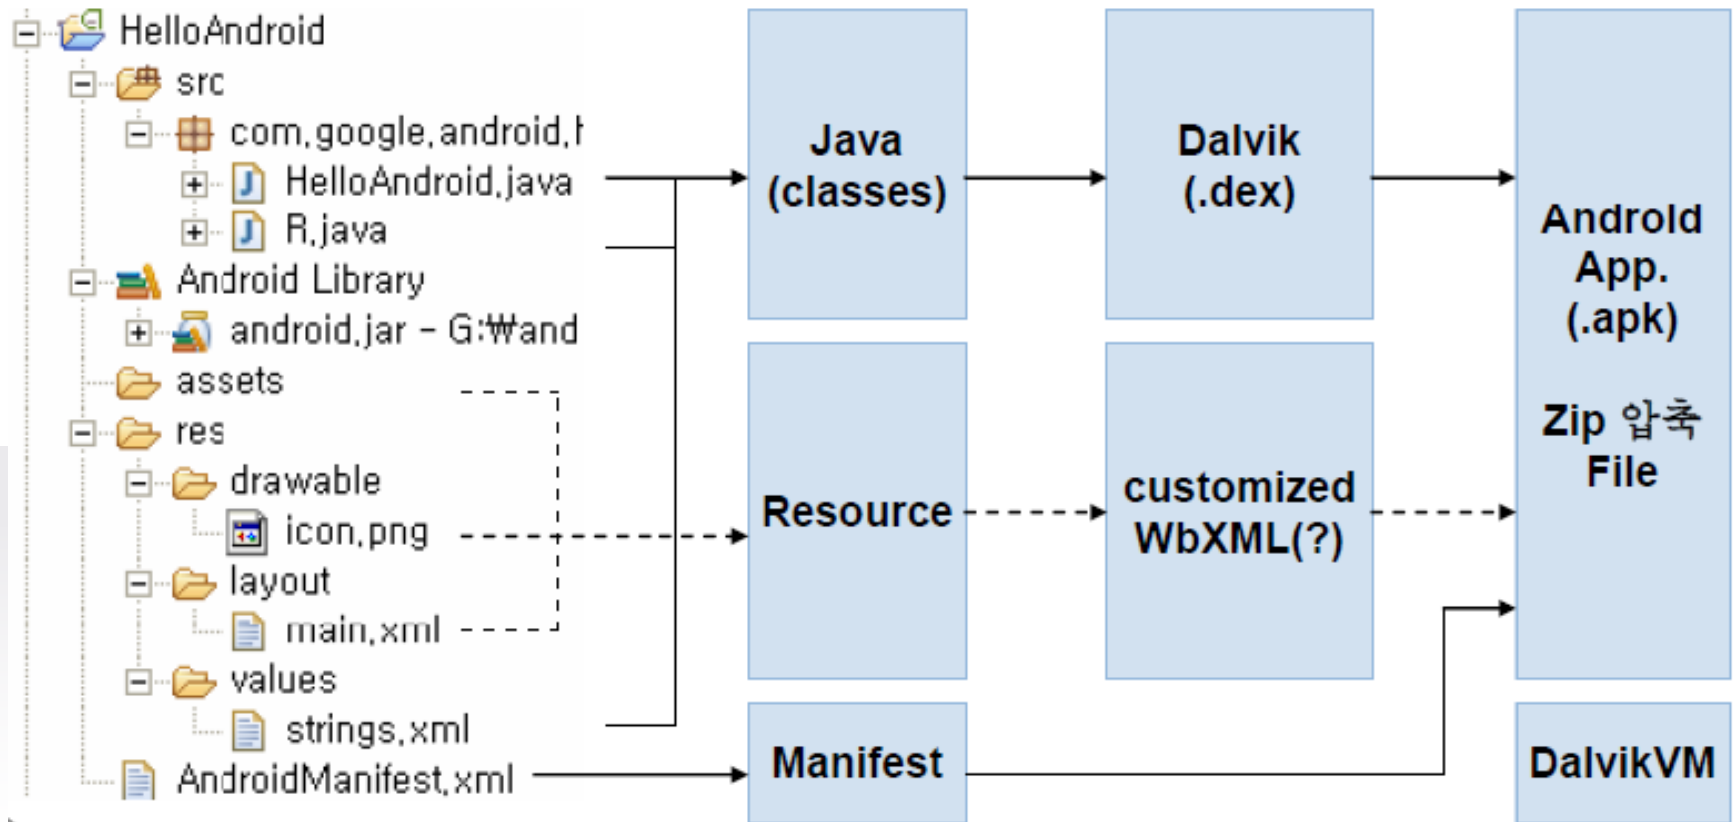 HelloAndroid
src
com.google.android.h
HelloAndroid.java
R.java
Android Library
android.jar - G:₩and
assets
res
drawable
icon.png
layout
main.xml
values
strings.xml
AndroidManifest.xml
Java
(classes)
Dalvik
(.dex)
Resource
customized
WbXML(?)
Manifest
Android
App.
(.apk)
Zip 압축
File
DalvikVM